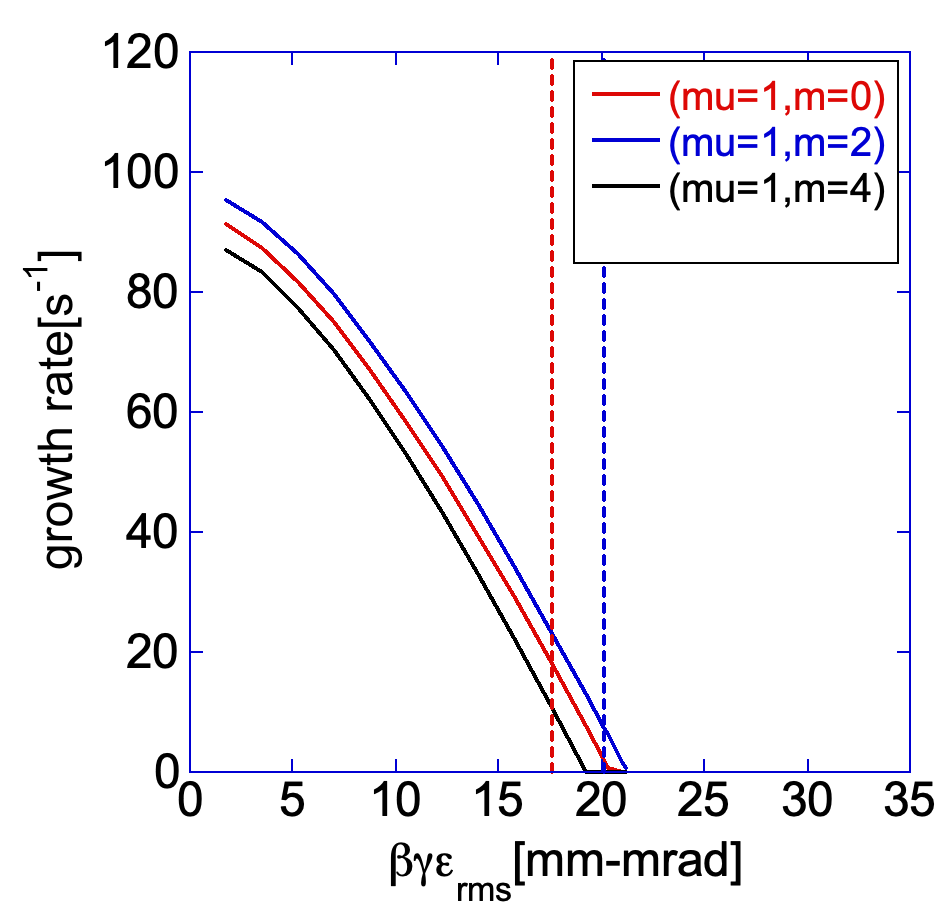 120
100
80
60
40
20
0
0 5 10 15 20 25 30 35
growth rate[s⁻¹]
βγε_rms[mm-mrad]
(mu=1,m=0)
(mu=1,m=2)
(mu=1,m=4)